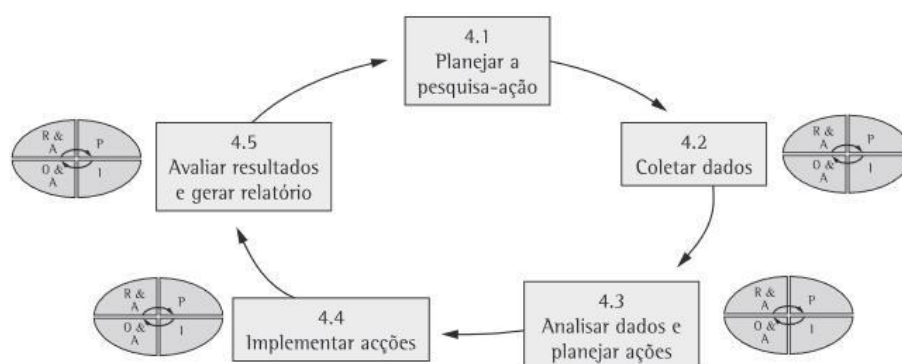 4.1
Planejar a
pesquisa-ação
4.5
Avaliar resultados
e gerar relatório
R &
A
P
O &
A
I
4.2
Coletar dados
R &
A
P
O &
A
I
4.4
Implementar acções
R &
A
P
O &
A
I
4.3
Analisar dados e
planejar ações
R &
A
P
O &
A
I